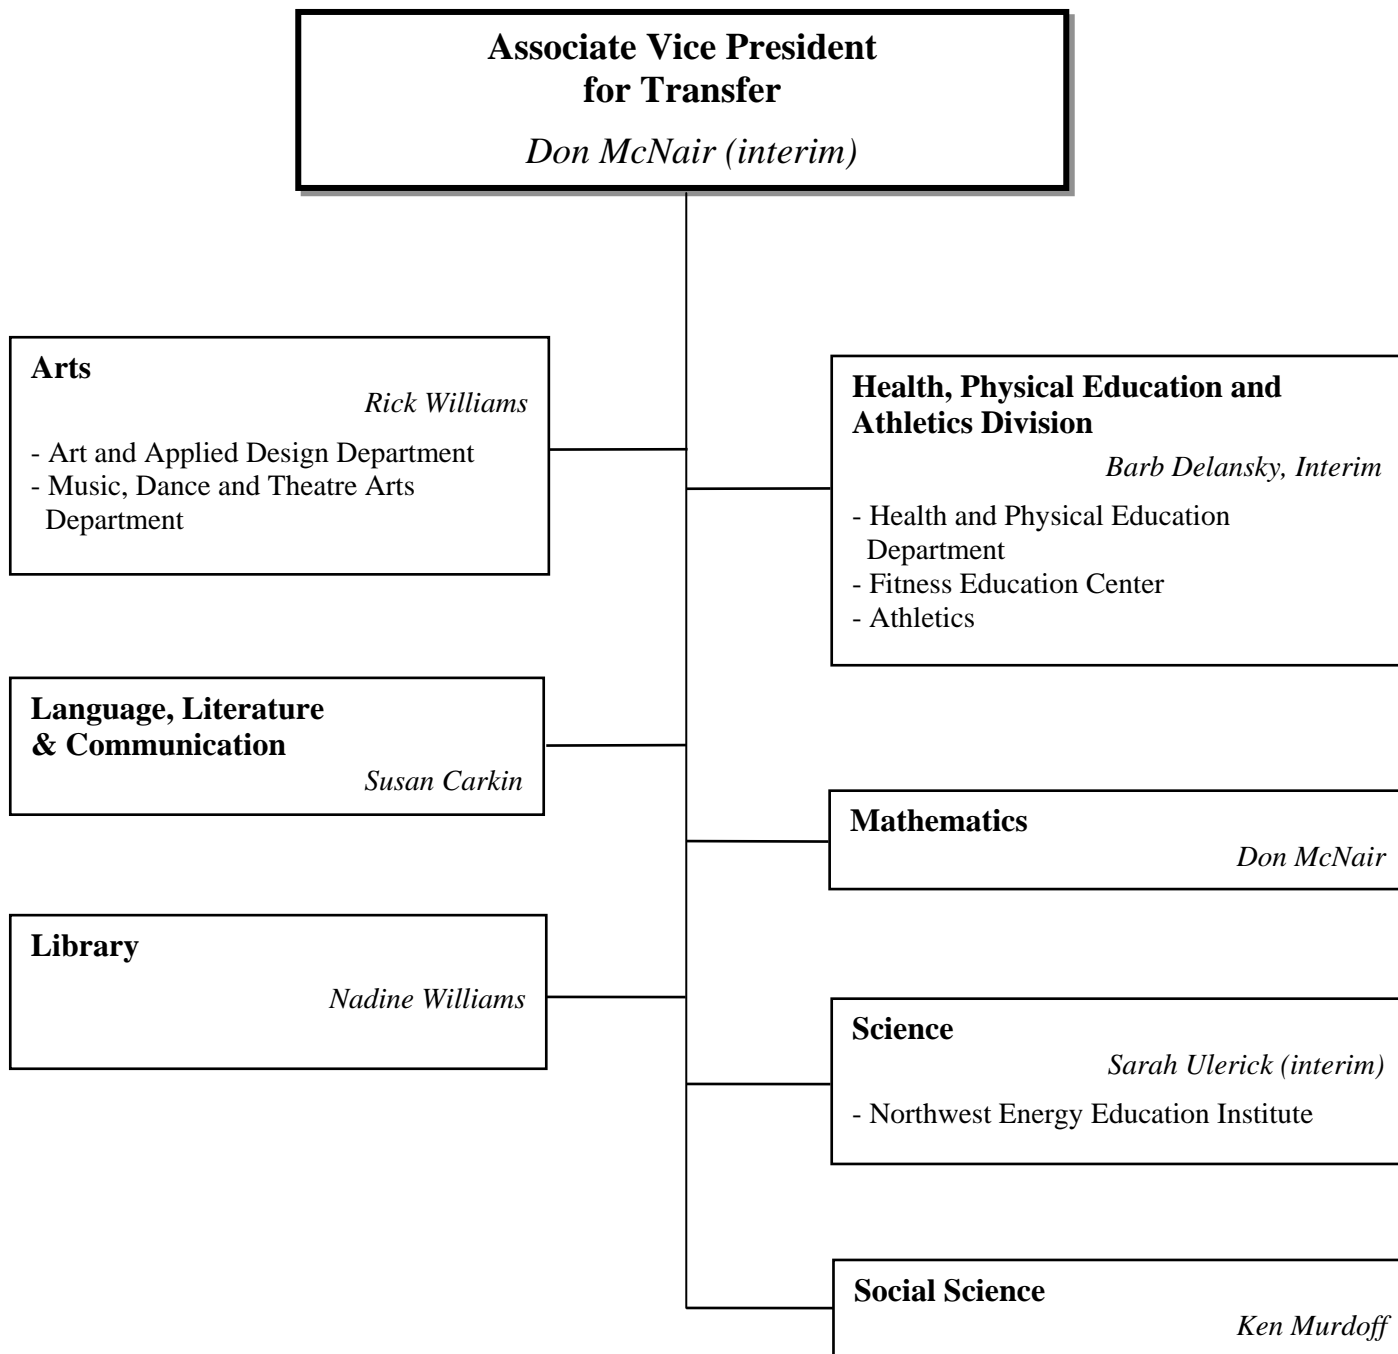 Associate Vice President
for Transfer
Don McNair (interim)
Arts
Rick Williams
- Art and Applied Design Department
- Music, Dance and Theatre Arts
Department
Health, Physical Education and
Athletics Division
Barb Delansky, Interim
- Health and Physical Education
Department
- Fitness Education Center
- Athletics
Language, Literature
& Communication
Susan Carkin
Mathematics
Don McNair
Library
Nadine Williams
Science
Sarah Ulerick (interim)
- Northwest Energy Education Institute
Social Science
Ken Murdoff